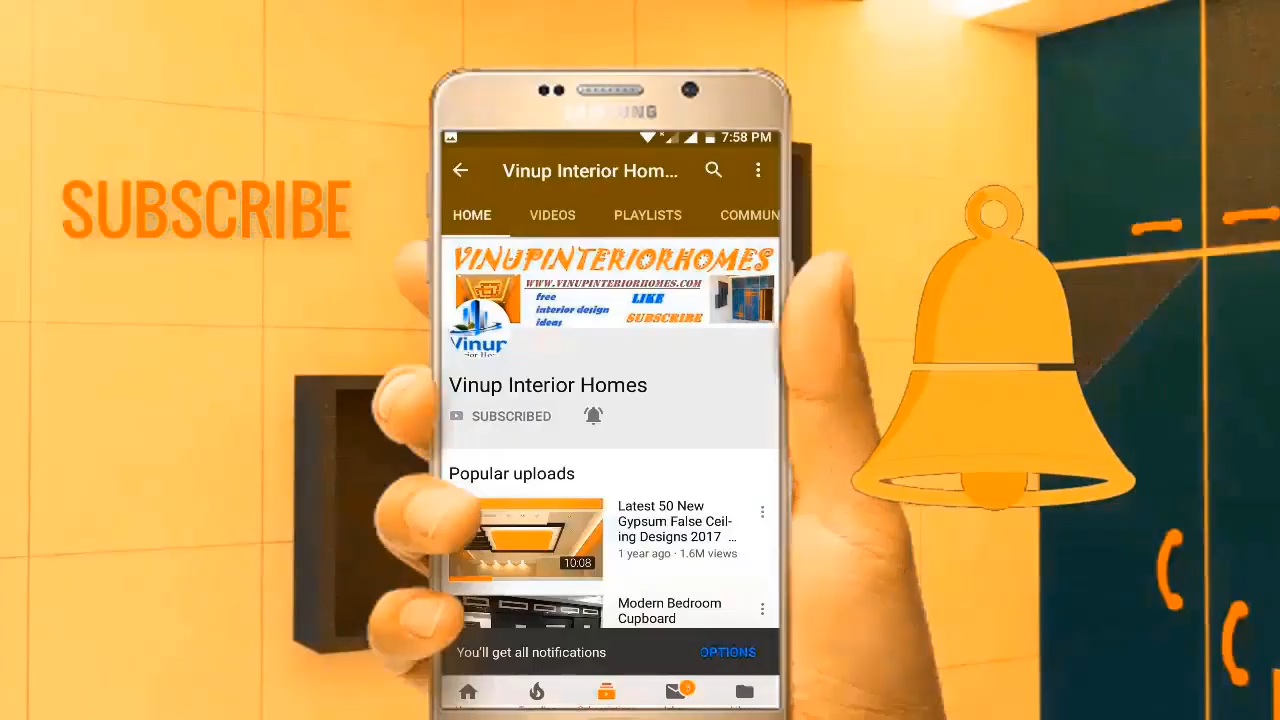 SUBSCRIBE
SAMSUNG
7:58 PM
Vinup Interior Hom...
HOME VIDEOS PLAYLISTS COMMUN
VINUPINTERIORHOMES
WWW.VINUPINTERIORHOMES.COM
free
interior design
ideas
LIKE
SUBSCRIBE
Vinup
Vinup Interior Homes
SUBSCRIBED
Popular uploads
Latest 50 New
Gypsum False Ceil-
ing Designs 2017 ...
1 year ago · 1.6M views
10:08
Modern Bedroom
Cupboard
You'll get all notifications OPTIONS